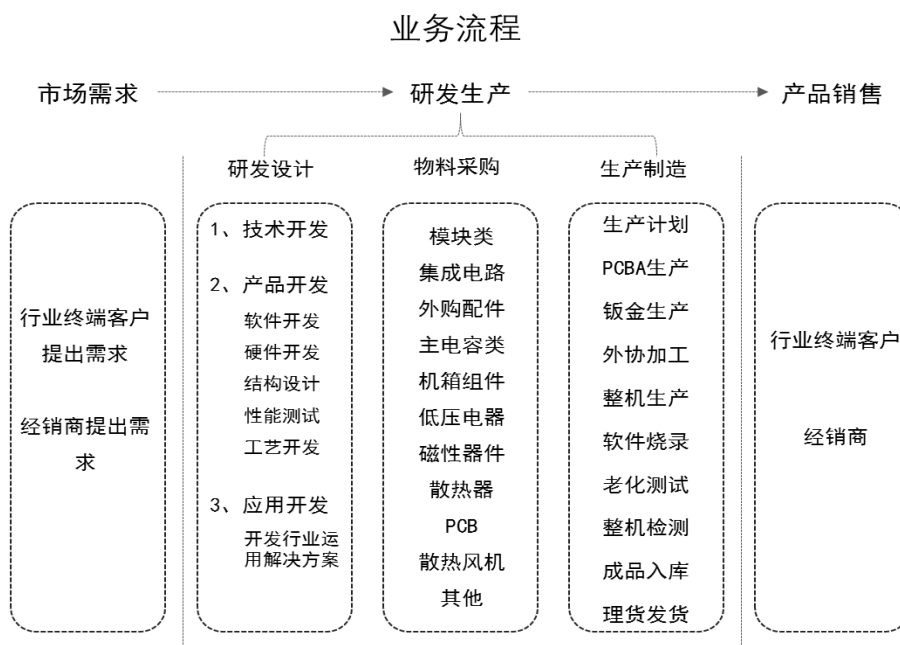 业务流程
市场需求
研发生产
产品销售
研发设计
物料采购
生产制造
行业终端客户
提出需求
经销商提出需
求
1、技术开发
2、产品开发
软件开发
硬件开发
结构设计
性能测试
工艺开发
3、应用开发
开发行业运
用解决方案
模块类
集成电路
外购配件
主电容类
机箱组件
低压电器
磁性器件
散热器
PCB
散热风机
其他
生产计划
PCBA生产
钣金生产
外协加工
整机生产
软件烧录
老化测试
整机检测
成品入库
理货发货
行业终端客户
经销商